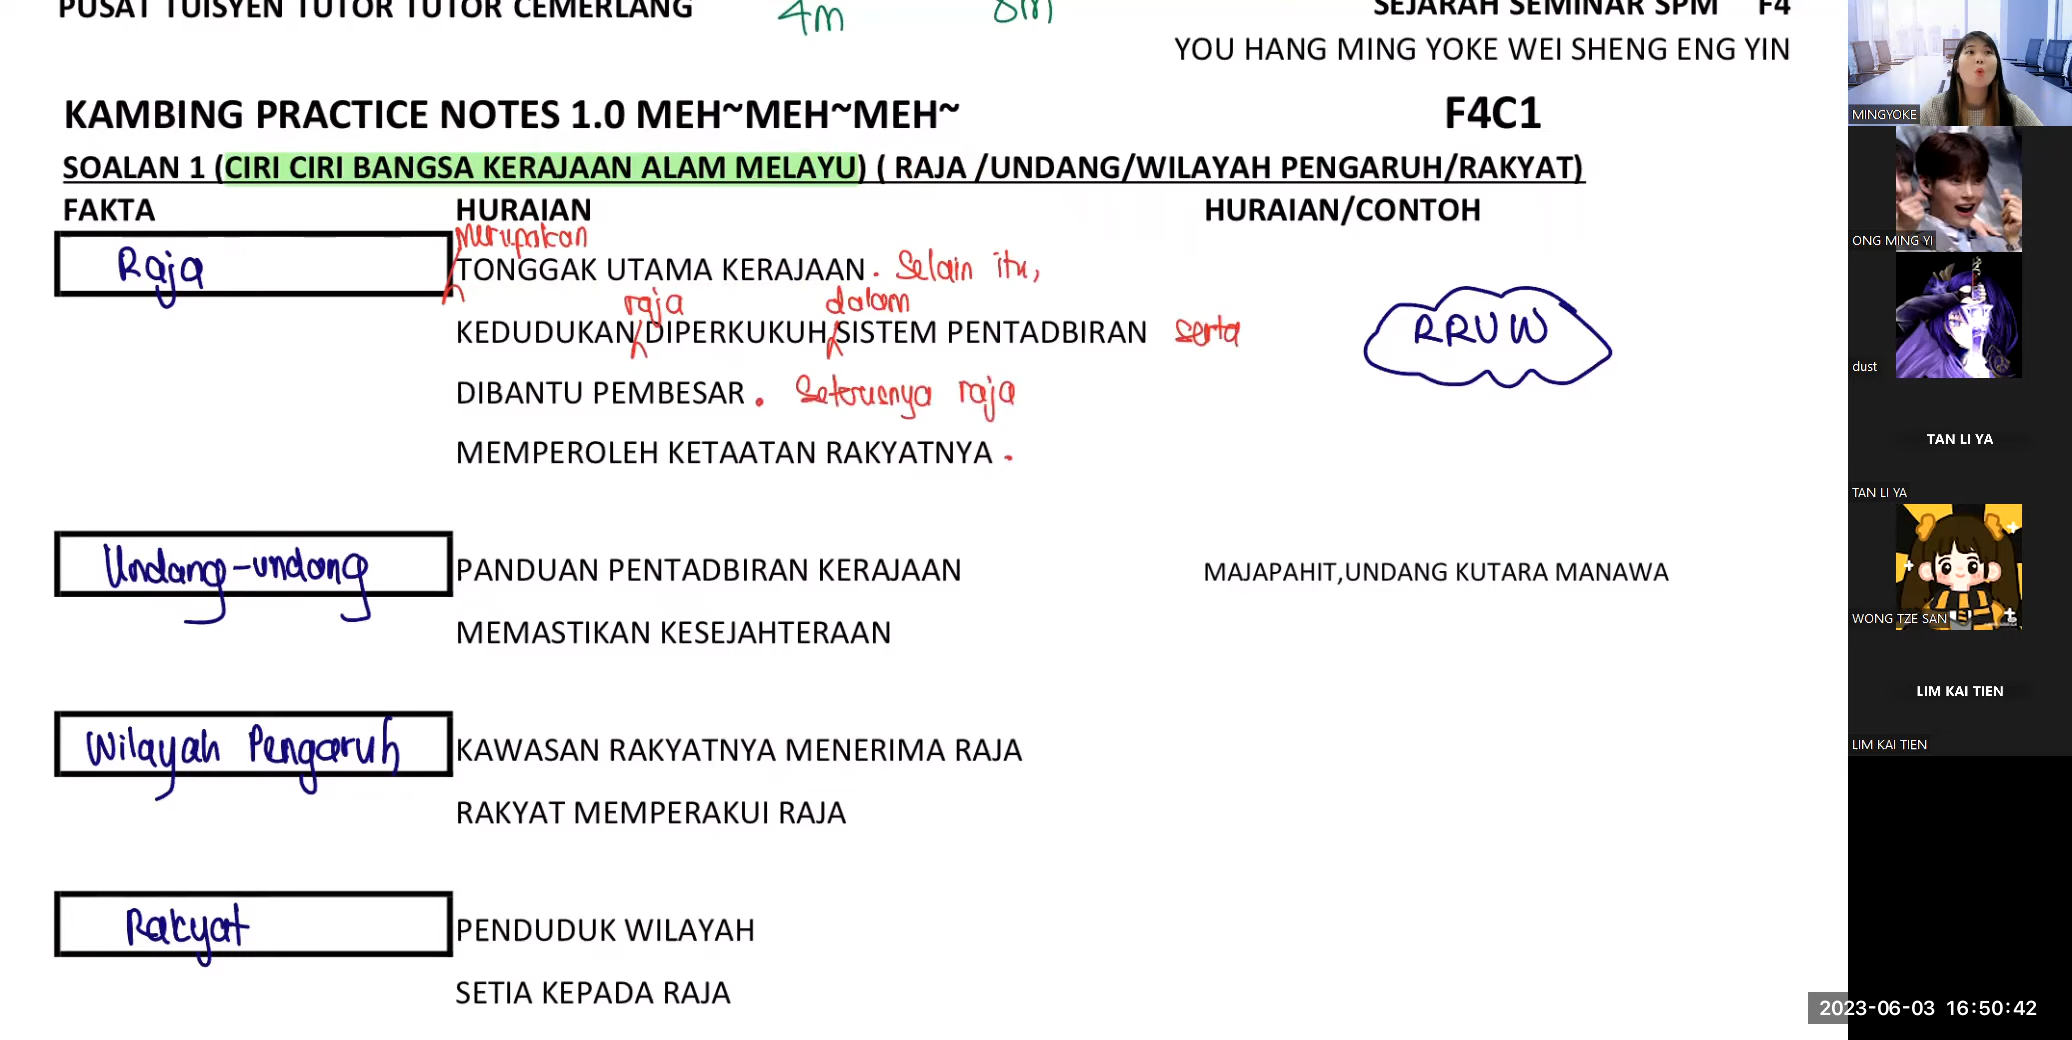 PUSAT TUISYEN TUTOR TUTOR CEMERLANG 4m 8m SEJARAH SEMINAR SPM F4
YOU HANG MING YOKE WEI SHENG ENG YIN
KAMBING PRACTICE NOTES 1.0 MEH~MEH~MEH~ F4C1
SOALAN 1 (CIRI CIRI BANGSA KERAJAAN ALAM MELAYU) ( RAJA /UNDANG/WILAYAH PENGARUH/RAKYAT)
FAKTA HURAIAN HURAIAN/CONTOH
Merupakan
Raja TONGGAK UTAMA KERAJAAN . Selain itu,
raja dalam
KEDUDUKAN DIPERKUKUH SISTEM PENTADBIRAN serta RRUW
DIBANTU PEMBESAR . Seterusnya raja
MEMPEROLEH KETAATAN RAKYATNYA .
Undang-undang PANDUAN PENTADBIRAN KERAJAAN MAJAPAHIT,UNDANG KUTARA MANAWA
MEMASTIKAN KESEJAHTERAAN
Wilayah Pengaruh KAWASAN RAKYATNYA MENERIMA RAJA
RAKYAT MEMPERAKUI RAJA
Rakyat PENDUDUK WILAYAH
SETIA KEPADA RAJA
MINGYOKE
ONG MING YI
dust
TAN LI YA
TAN LI YA
WONG TZE SAN
LIM KAI TIEN
LIM KAI TIEN
2023-06-03 16:50:42